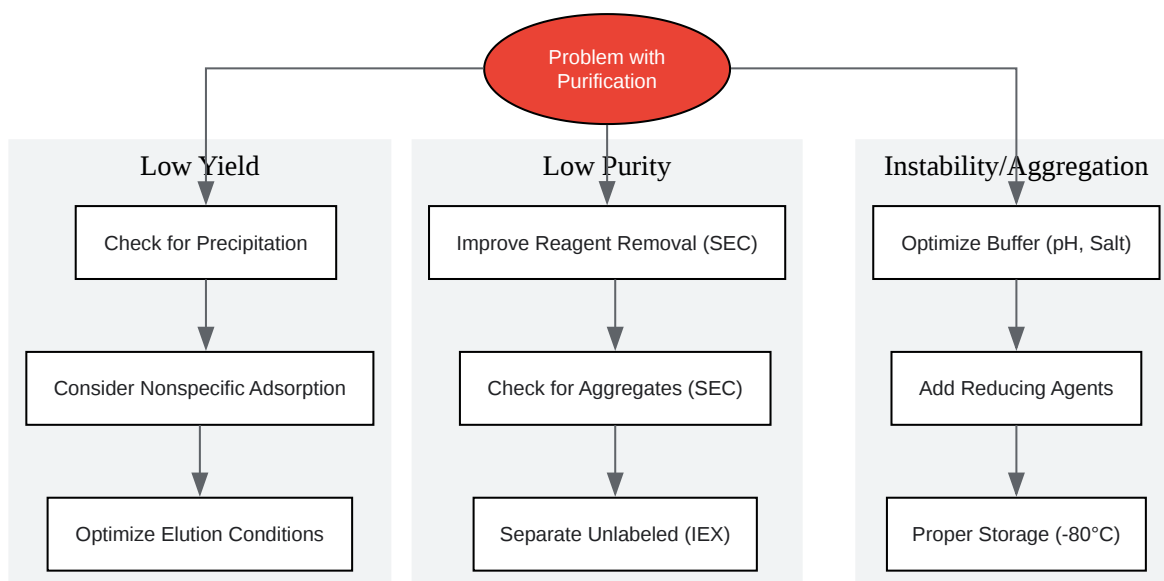 Problem with
Purification
Low Yield
Check for Precipitation
Consider Nonspecific Adsorption
Optimize Elution Conditions
Low Purity
Improve Reagent Removal (SEC)
Check for Aggregates (SEC)
Separate Unlabeled (IEX)
Instability/Aggregation
Optimize Buffer (pH, Salt)
Add Reducing Agents
Proper Storage (-80°C)